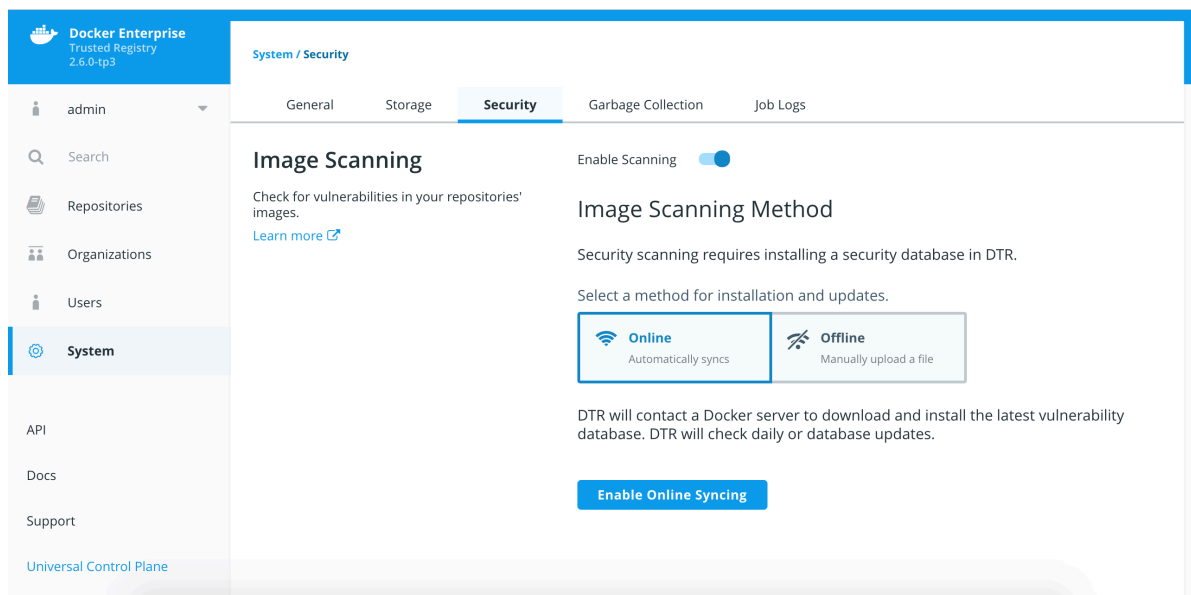 Docker Enterprise
Trusted Registry
2.6.0-tp3
admin
Search
Repositories
Organizations
Users
System
API
Docs
Support
Universal Control Plane
System / Security
General Storage Security Garbage Collection Job Logs
Image Scanning
Check for vulnerabilities in your repositories'
images.
Learn more
Enable Scanning
Image Scanning Method
Security scanning requires installing a security database in DTR.
Select a method for installation and updates.
Online
Automatically syncs
Offline
Manually upload a file
DTR will contact a Docker server to download and install the latest vulnerability
database. DTR will check daily or database updates.
Enable Online Syncing